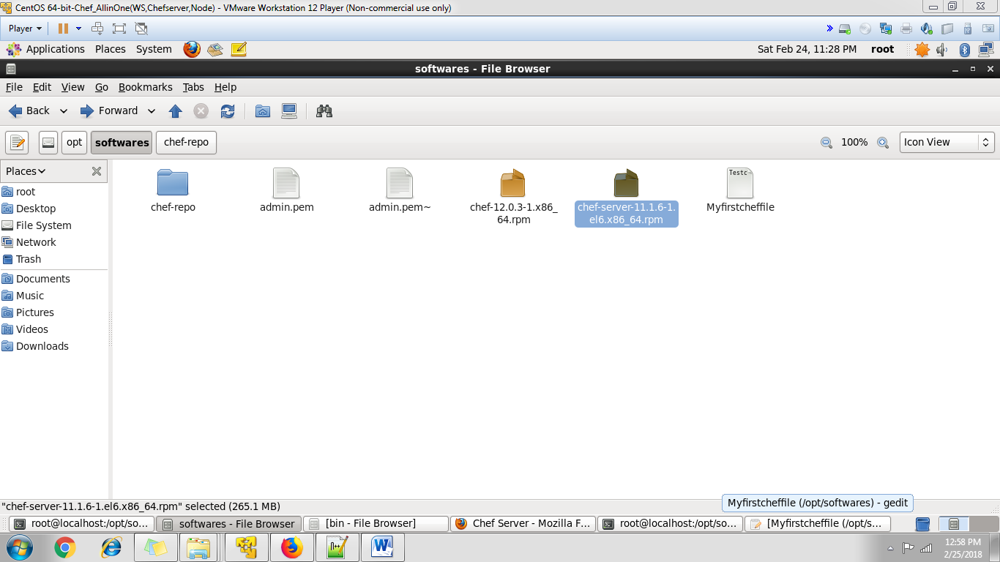 CentOS 64-bit-Chef_AllinOne(WS,Chefserver,Node) - VMware Workstation 12 Player (Non-commercial use only)
Player
Applications Places System
Sat Feb 24, 11:28 PM root
softwares - File Browser
File Edit View Go Bookmarks Tabs Help
Back Forward
opt softwares chef-repo
100% Icon View
Places
root
Desktop
File System
Network
Trash
Documents
Music
Pictures
Videos
Downloads
chef-repo
admin.pem
admin.pem~
chef-12.0.3-1.x86_
64.rpm
chef-server-11.1.6-1.
el6.x86_64.rpm
Testc
Myfirstcheffile
"chef-server-11.1.6-1.el6.x86_64.rpm" selected (265.1 MB)
Myfirstcheffile (/opt/softwares) - gedit
root@localhost:/opt/so...
softwares - File Browser
[bin - File Browser]
Chef Server - Mozilla F...
root@localhost:/opt/so...
[Myfirstcheffile (/opt/s...
12:58 PM
2/25/2018